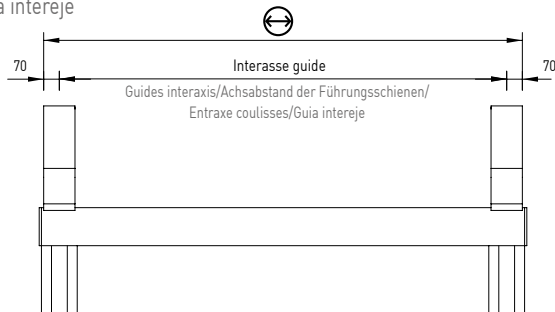 intereje
70
Interasse guide
70
Guides interaxis/Achsabstand der Führungsschienen/
Entraxe coulisses/Guia intereje